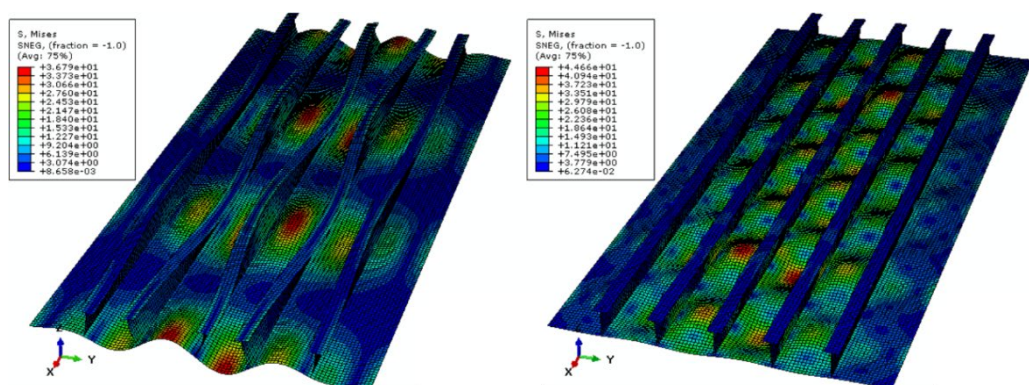 S, Mises
SNEG, (fraction = -1.0)
(Avg: 75%)
+3.679e+01
+3.373e+01
+3.066e+01
+2.760e+01
+2.453e+01
+2.147e+01
+1.840e+01
+1.533e+01
+1.227e+01
+9.204e+00
+6.139e+00
+3.074e+00
+8.658e-03
Y
X
S, Mises
SNEG, (fraction = -1.0)
(Avg: 75%)
+4.466e+01
+4.094e+01
+3.723e+01
+3.351e+01
+2.979e+01
+2.608e+01
+2.236e+01
+1.864e+01
+1.493e+01
+1.121e+01
+7.495e+00
+3.779e+00
+6.274e-02
Y
X